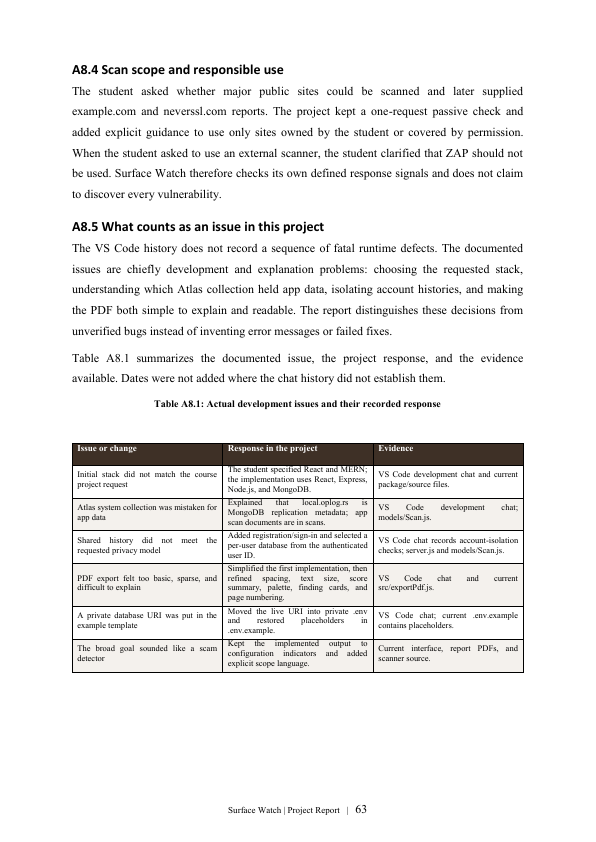 A8.4 Scan scope and responsible use
The student asked whether major public sites could be scanned and later supplied
example.com and neverssl.com reports. The project kept a one-request passive check and
added explicit guidance to use only sites owned by the student or covered by permission.
When the student asked to use an external scanner, the student clarified that ZAP should not
be used. Surface Watch therefore checks its own defined response signals and does not claim
to discover every vulnerability.
A8.5 What counts as an issue in this project
The VS Code history does not record a sequence of fatal runtime defects. The documented
issues are chiefly development and explanation problems: choosing the requested stack,
understanding which Atlas collection held app data, isolating account histories, and making
the PDF both simple to explain and readable. The report distinguishes these decisions from
unverified bugs instead of inventing error messages or failed fixes.
Table A8.1 summarizes the documented issue, the project response, and the evidence
available. Dates were not added where the chat history did not establish them.
Table A8.1: Actual development issues and their recorded response
Issue or change
Response in the project
Evidence
Initial stack did not match the course
project request
The student specified React and MERN;
the implementation uses React, Express,
Node.js, and MongoDB.
VS Code development chat and current
package/source files.
Atlas system collection was mistaken for
app data
Explained that local.oplog.rs is
MongoDB replication metadata; app
scan documents are in scans.
VS Code development chat;
models/Scan.js.
Shared history did not meet the
requested privacy model
Added registration/sign-in and selected a
per-user database from the authenticated
user ID.
VS Code chat records account-isolation
checks; server.js and models/Scan.js.
PDF export felt too basic, sparse, and
difficult to explain
Simplified the first implementation, then
refined spacing, text size, score
summary, palette, finding cards, and
page numbering.
VS Code chat and current
src/exportPdf.js.
A private database URI was put in the
example template
Moved the live URI into private .env
and restored placeholders in
.env.example.
VS Code chat; current .env.example
contains placeholders.
The broad goal sounded like a scam
detector
Kept the implemented output to
configuration indicators and added
explicit scope language.
Current interface, report PDFs, and
scanner source.
Surface Watch | Project Report | 63